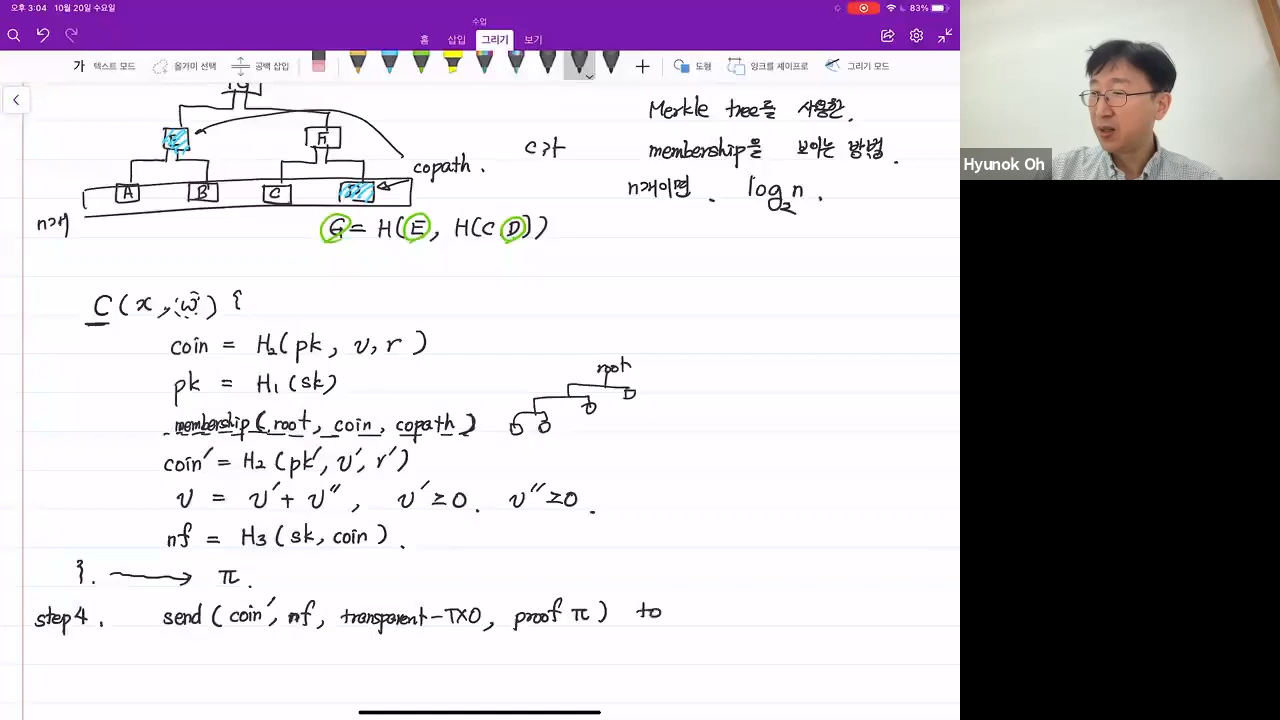 오후 3:04 10월 20일 수요일
83%
수업
홈 삽입 그리기 보기
가 텍스트 모드 올가미 선택 공백 삽입 도형 잉크를 셰이프로 그리기 모드
Merkle tree를 사용한.
C가 membership을 보이는 방법.
copath.
n개이면. log₂n.
A B C D
n개
G = H(E, H(C D))
Hyunok Oh
C(x, w) {
coin = H₂(pk, v, r)
pk = H₁(sk)
root
membership(root, coin, copath)
coin′ = H₂(pk′, v′, r′)
v = v′ + v″, v′ ≥ 0. v″ ≥ 0.
nf = H₃(sk, coin).
}. → π.
step 4. send(coin′, nf, transparent-TXO, proof π) to